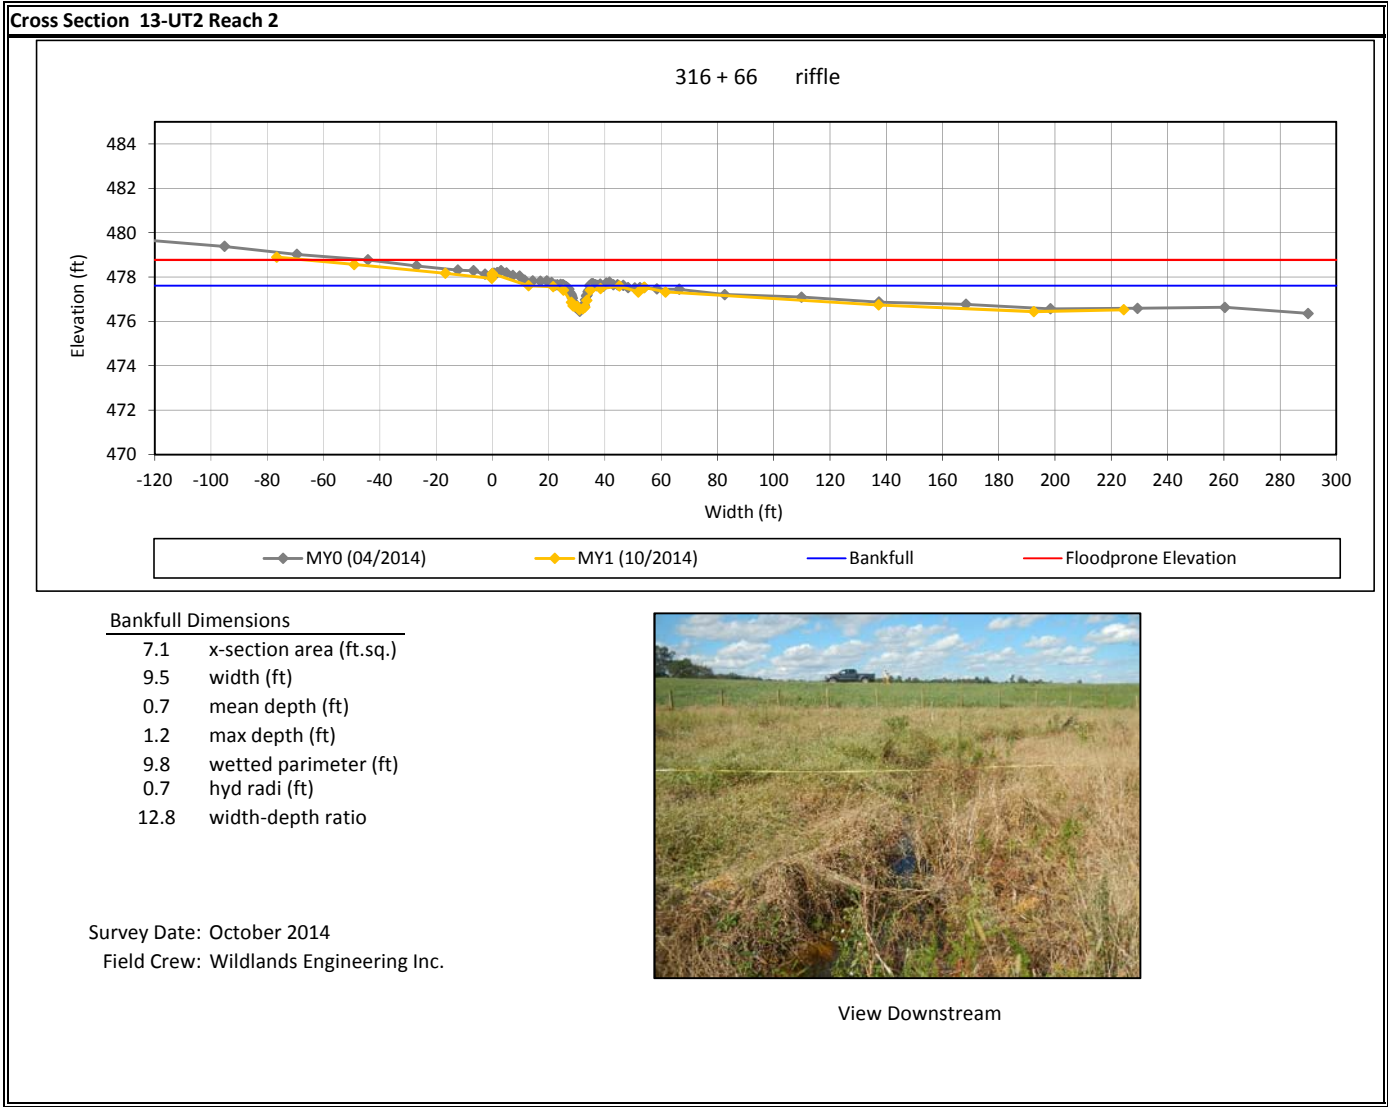 Cross Section 13-UT2 Reach 2
316 + 66 riffle
484
482
480
478
476
474
472
470
Elevation (ft)
-120 -100 -80 -60 -40 -20 0 20 40 60 80 100 120 140 160 180 200 220 240 260 280 300
Width (ft)
MY0 (04/2014) MY1 (10/2014) Bankfull Floodprone Elevation
Bankfull Dimensions
7.1 x-section area (ft.sq.)
9.5 width (ft)
0.7 mean depth (ft)
1.2 max depth (ft)
9.8 wetted parimeter (ft)
0.7 hyd radi (ft)
12.8 width-depth ratio
Survey Date: October 2014
Field Crew: Wildlands Engineering Inc.
View Downstream